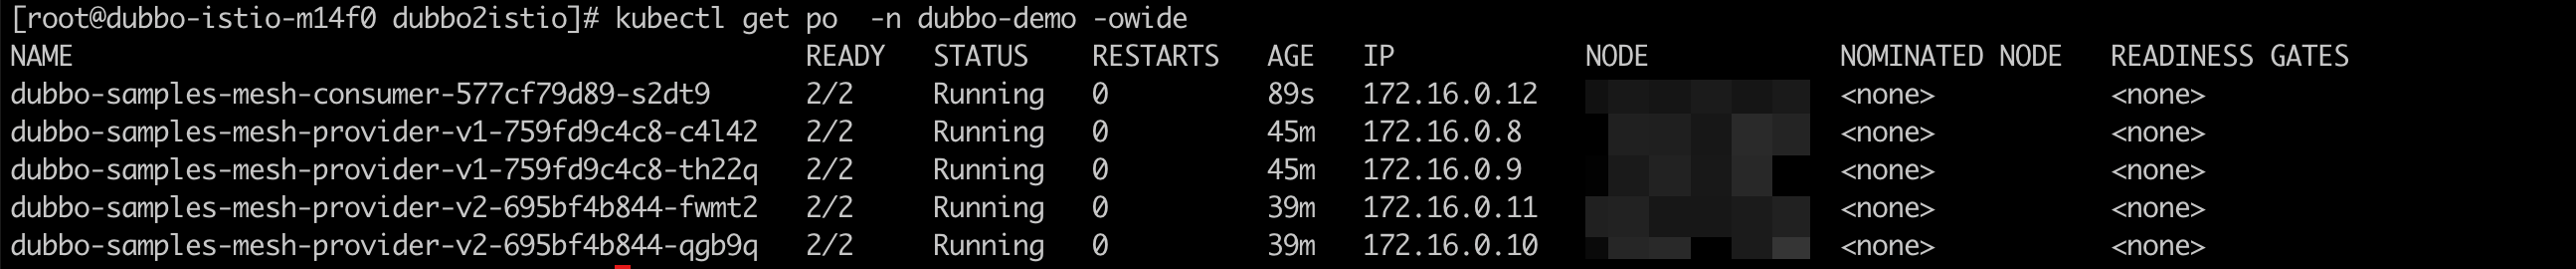 [root@dubbo-istio-m14f0 dubbo2istio]# kubectl get po  -n dubbo-demo -owide
NAME                                          READY   STATUS    RESTARTS   AGE   IP            NODE            NOMINATED NODE   READINESS GATES
dubbo-samples-mesh-consumer-577cf79d89-s2dt9      2/2     Running   0          89s   172.16.0.12                   <none>           <none>
dubbo-samples-mesh-provider-v1-759fd9c4c8-c4l42   2/2     Running   0          45m   172.16.0.8                    <none>           <none>
dubbo-samples-mesh-provider-v1-759fd9c4c8-th22q   2/2     Running   0          45m   172.16.0.9                    <none>           <none>
dubbo-samples-mesh-provider-v2-695bf4b844-fwmt2   2/2     Running   0          39m   172.16.0.11                   <none>           <none>
dubbo-samples-mesh-provider-v2-695bf4b844-qgb9q   2/2     Running   0          39m   172.16.0.10                   <none>           <none>